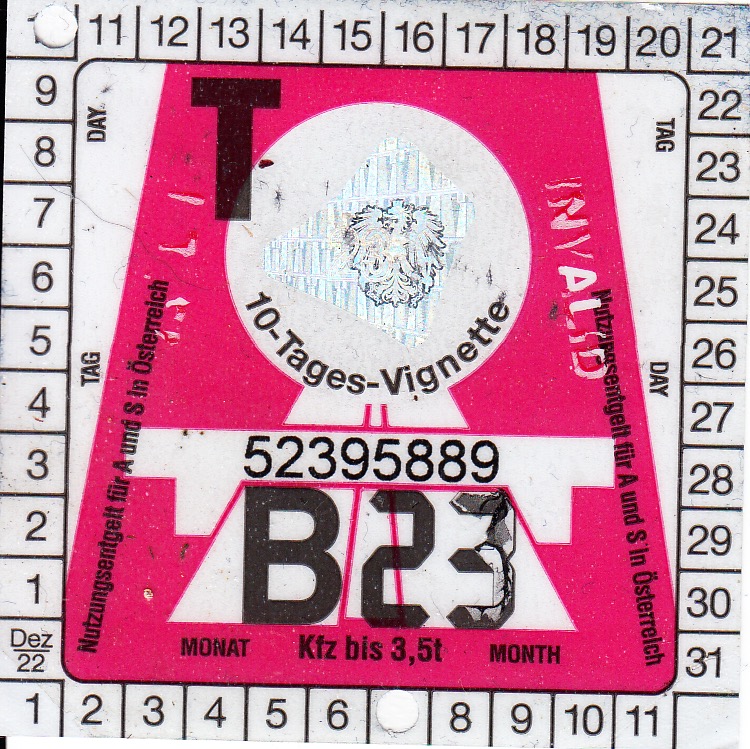 11 12 13 14 15 16 17 18 19 20 21
9
8
7
6
5
4
3
2
1
Dez
22
22
23
24
25
26
27
28
29
30
31
DAY
TAG
TAG
DAY
T
INVALID
10-Tages-Vignette
Nutzungsentgelt für A und S in Österreich
Nutzungsentgelt für A und S in Österreich
52395889
B23
MONAT Kfz bis 3,5t MONTH
1 2 3 4 5 6 8 9 10 11